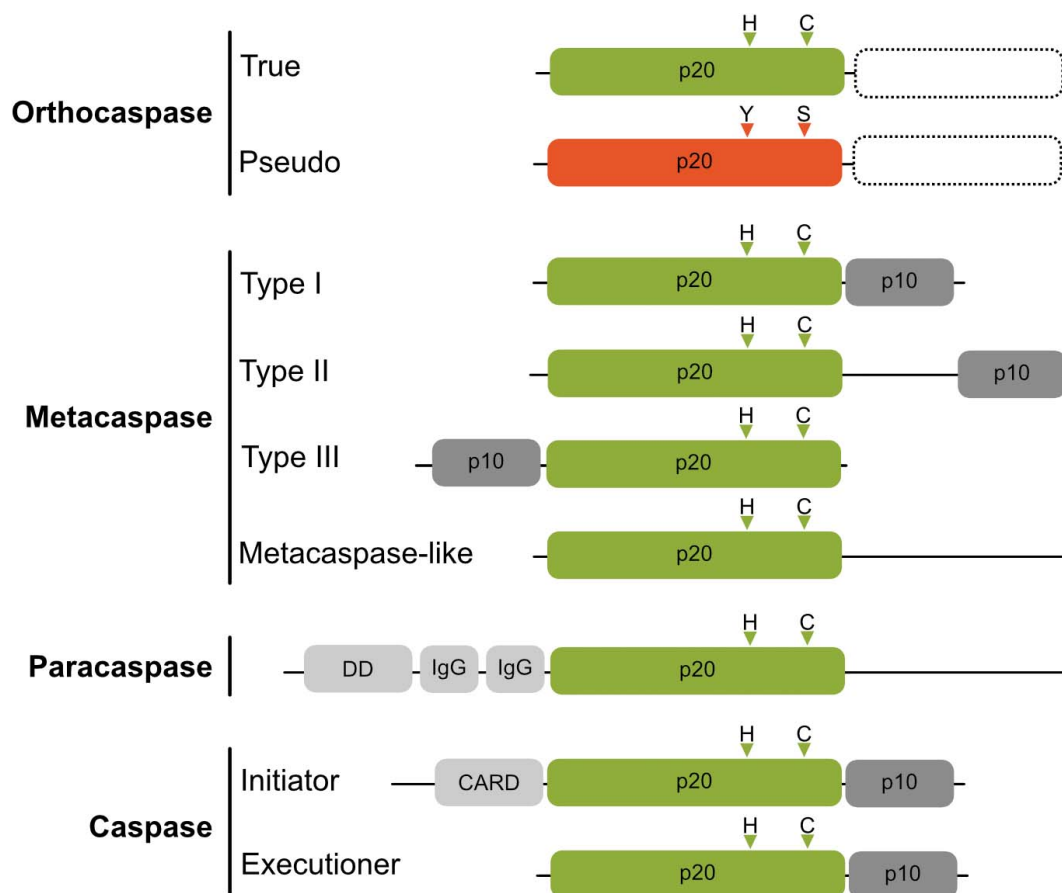 H C
True
p20
Orthocaspase
Y S
Pseudo
p20
H C
Type I
p20 p10
H C
Type II
p20 p10
Metacaspase
H C
Type III
p10 p20
H C
Metacaspase-like
p20
H C
Paracaspase
DD IgG IgG p20
H C
Initiator
CARD p20 p10
Caspase
H C
Executioner
p20 p10